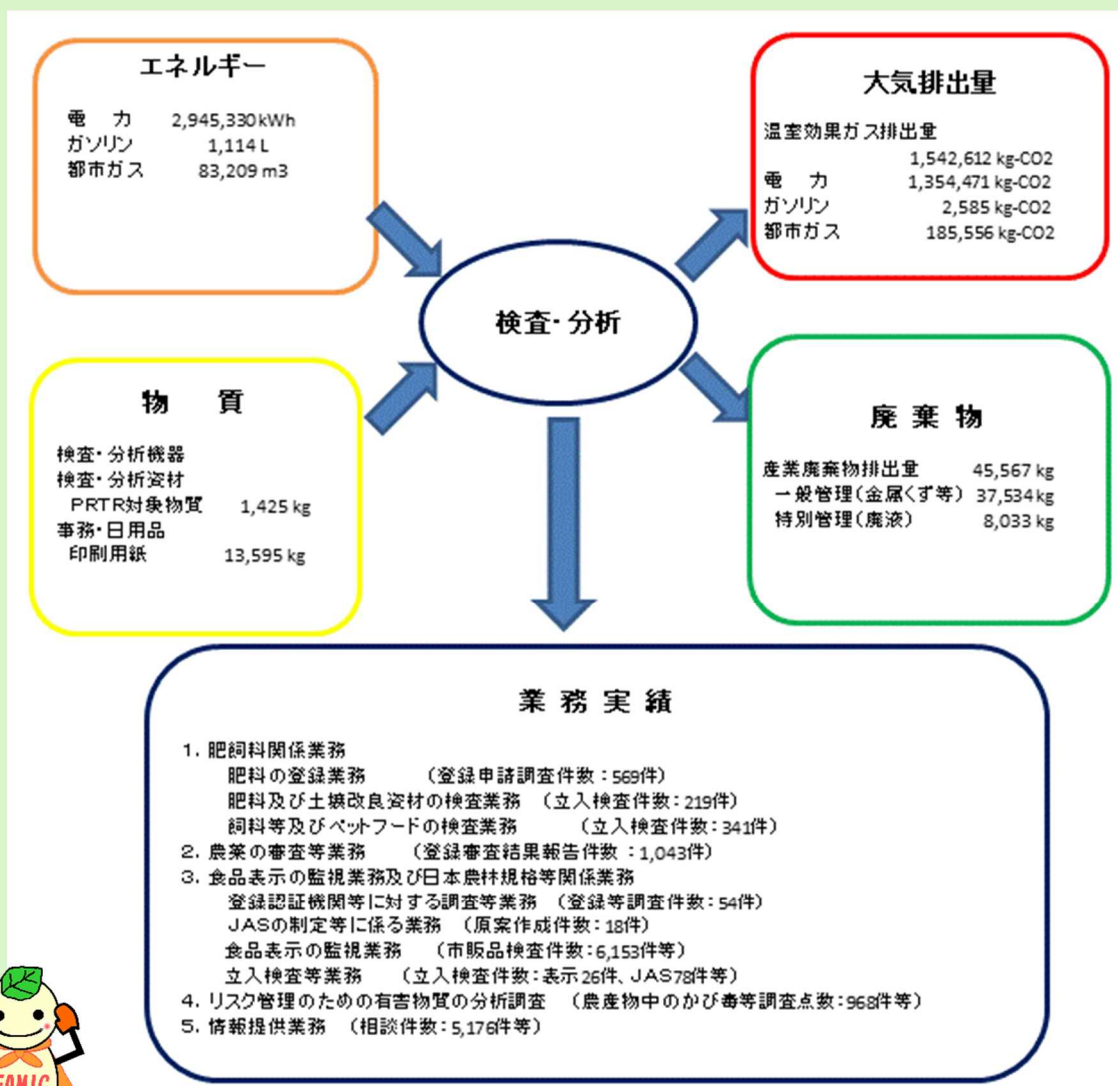 エネルギー
電　力　2,945,330kWh
ガソリン　1,114 L
都市ガス　83,209 m3
大気排出量
温室効果ガス排出量
1,542,612 kg-CO2
電　力　1,354,471 kg-CO2
ガソリン　2,585 kg-CO2
都市ガス　185,556 kg-CO2
検査・分析
物　質
検査・分析機器
検査・分析資材
PRTR対象物質　1,425 kg
事務・日用品
印刷用紙　13,595 kg
廃 棄 物
産業廃棄物排出量　45,567 kg
一般管理(金属くず等) 37,534kg
特別管理(廃液)　8,033 kg
業 務 実 績
1. 肥飼料関係業務
肥料の登録業務　（登録申請調査件数：569件）
肥料及び土壌改良資材の検査業務　（立入検査件数：219件）
飼料等及びペットフードの検査業務　（立入検査件数：341件）
2. 農薬の審査等業務　（登録審査結果報告件数：1,043件）
3. 食品表示の監視業務及び日本農林規格等関係業務
登録認証機関等に対する調査等業務　（登録等調査件数：54件）
JASの制定等に係る業務　（原案作成件数：18件）
食品表示の監視業務　（市販品検査件数：6,153件等）
立入検査等業務　（立入検査件数：表示26件、JAS78件等）
4. リスク管理のための有害物質の分析調査　（農産物中のかび毒等調査点数：968件等）
5. 情報提供業務　（相談件数：5,176件等）
FAMIC